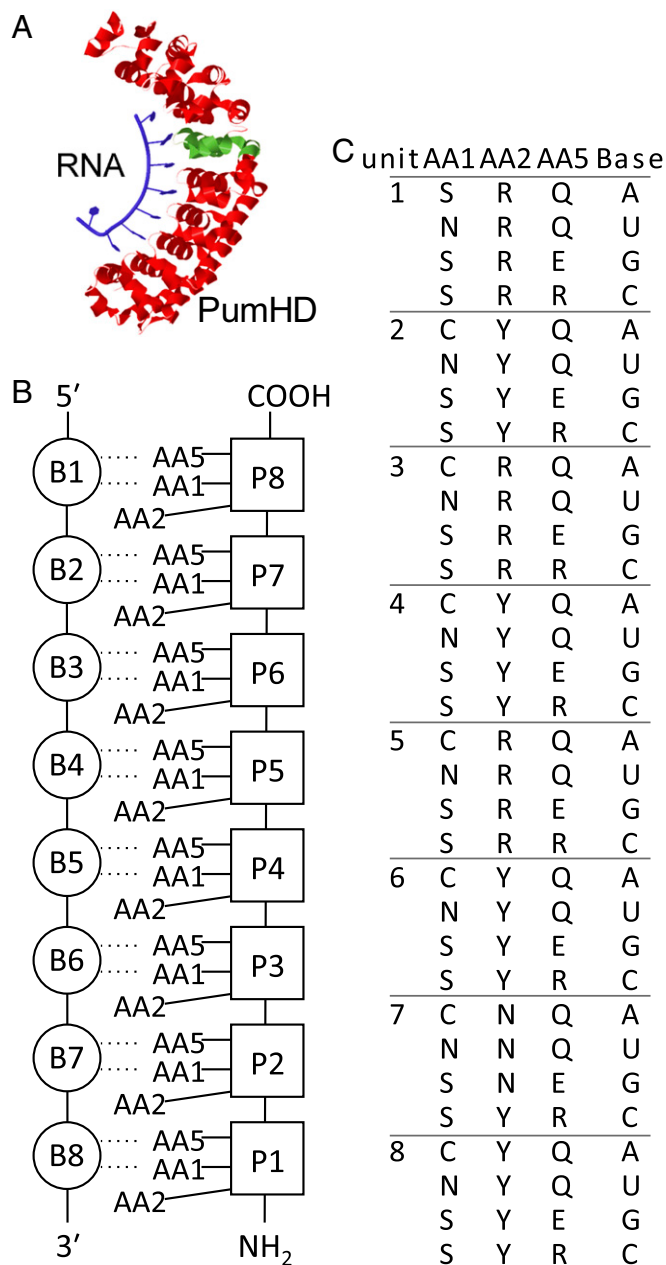 A
RNA
PumHD
B
5′ COOH
B1 AA5 AA1 AA2 P8
B2 AA5 AA1 AA2 P7
B3 AA5 AA1 AA2 P6
B4 AA5 AA1 AA2 P5
B5 AA5 AA1 AA2 P4
B6 AA5 AA1 AA2 P3
B7 AA5 AA1 AA2 P2
B8 AA5 AA1 AA2 P1
3′ NH2
C
unit AA1 AA2 AA5 Base
1 S R Q A
N R Q U
S R E G
S R R C
2 C Y Q A
N Y Q U
S Y E G
S Y R C
3 C R Q A
N R Q U
S R E G
S R R C
4 C Y Q A
N Y Q U
S Y E G
S Y R C
5 C R Q A
N R Q U
S R E G
S R R C
6 C Y Q A
N Y Q U
S Y E G
S Y R C
7 C N Q A
N N Q U
S N E G
S Y R C
8 C Y Q A
N Y Q U
S Y E G
S Y R C